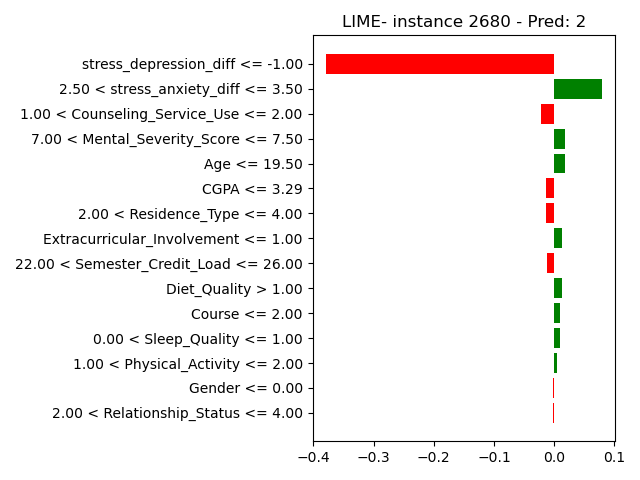 LIME- instance 2680 - Pred: 2
stress_depression_diff <= -1.00
2.50 < stress_anxiety_diff <= 3.50
1.00 < Counseling_Service_Use <= 2.00
7.00 < Mental_Severity_Score <= 7.50
Age <= 19.50
CGPA <= 3.29
2.00 < Residence_Type <= 4.00
Extracurricular_Involvement <= 1.00
22.00 < Semester_Credit_Load <= 26.00
Diet_Quality > 1.00
Course <= 2.00
0.00 < Sleep_Quality <= 1.00
1.00 < Physical_Activity <= 2.00
Gender <= 0.00
2.00 < Relationship_Status <= 4.00
−0.4 −0.3 −0.2 −0.1 0.0 0.1